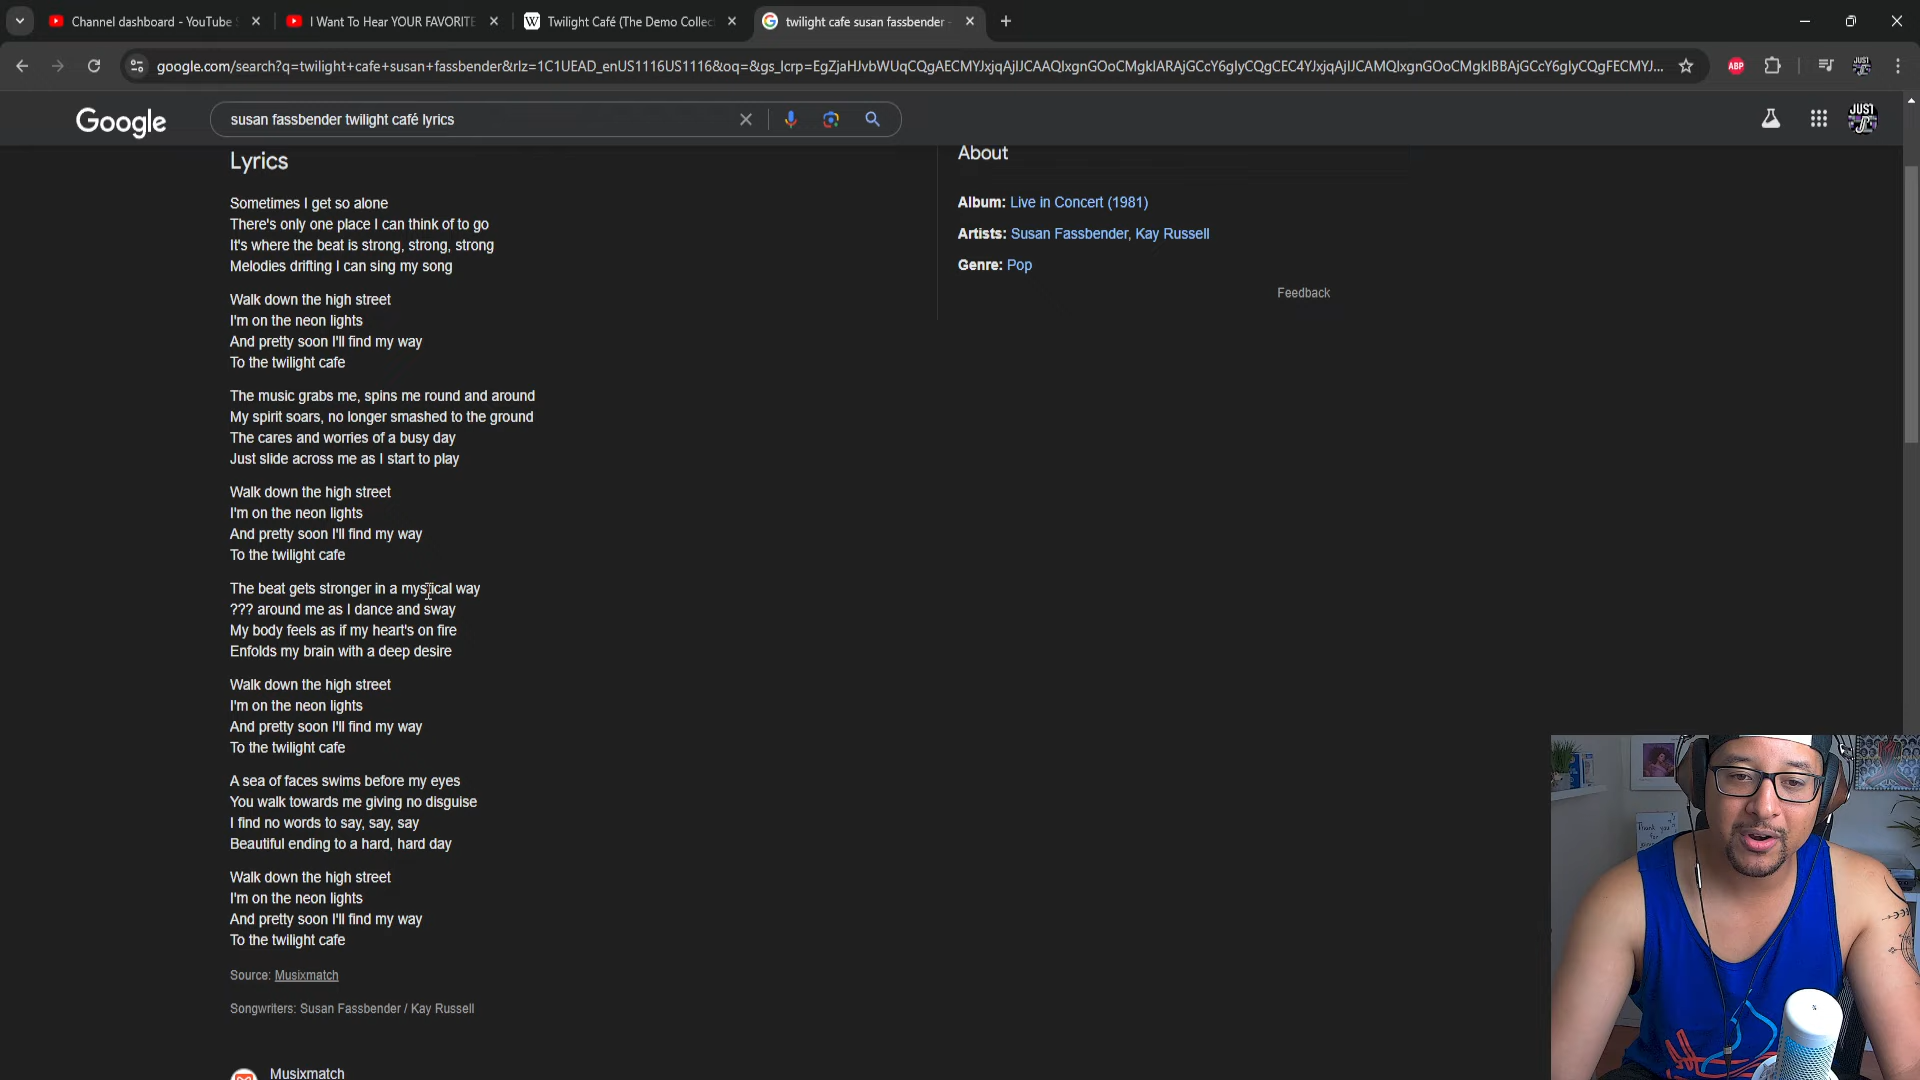 Channel dashboard - YouTube
I Want To Hear YOUR FAVORITE
Twilight Café (The Demo Collec
twilight cafe susan fassbender
google.com/search?q=twilight+cafe+susan+fassbender&rlz=1C1UEAD_enUS1116US1116&oq=&gs_lcrp=
ABP
JUST
Google
susan fassbender twilight café lyrics
JUST
Lyrics
About
Sometimes I get so alone
There's only one place I can think of to go
It's where the beat is strong, strong, strong
Melodies drifting I can sing my song
Walk down the high street
I'm on the neon lights
And pretty soon I'll find my way
To the twilight cafe
The music grabs me, spins me round and around
My spirit soars, no longer smashed to the ground
The cares and worries of a busy day
Just slide across me as I start to play
Walk down the high street
I'm on the neon lights
And pretty soon I'll find my way
To the twilight cafe
The beat gets stronger in a mystical way
??? around me as I dance and sway
My body feels as if my heart's on fire
Enfolds my brain with a deep desire
Walk down the high street
I'm on the neon lights
And pretty soon I'll find my way
To the twilight cafe
A sea of faces swims before my eyes
You walk towards me giving no disguise
I find no words to say, say, say
Beautiful ending to a hard, hard day
Walk down the high street
I'm on the neon lights
And pretty soon I'll find my way
To the twilight cafe
Source: Musixmatch
Songwriters: Susan Fassbender / Kay Russell
Musixmatch
Album: Live in Concert (1981)
Artists: Susan Fassbender, Kay Russell
Genre: Pop
Feedback
Thank you
for